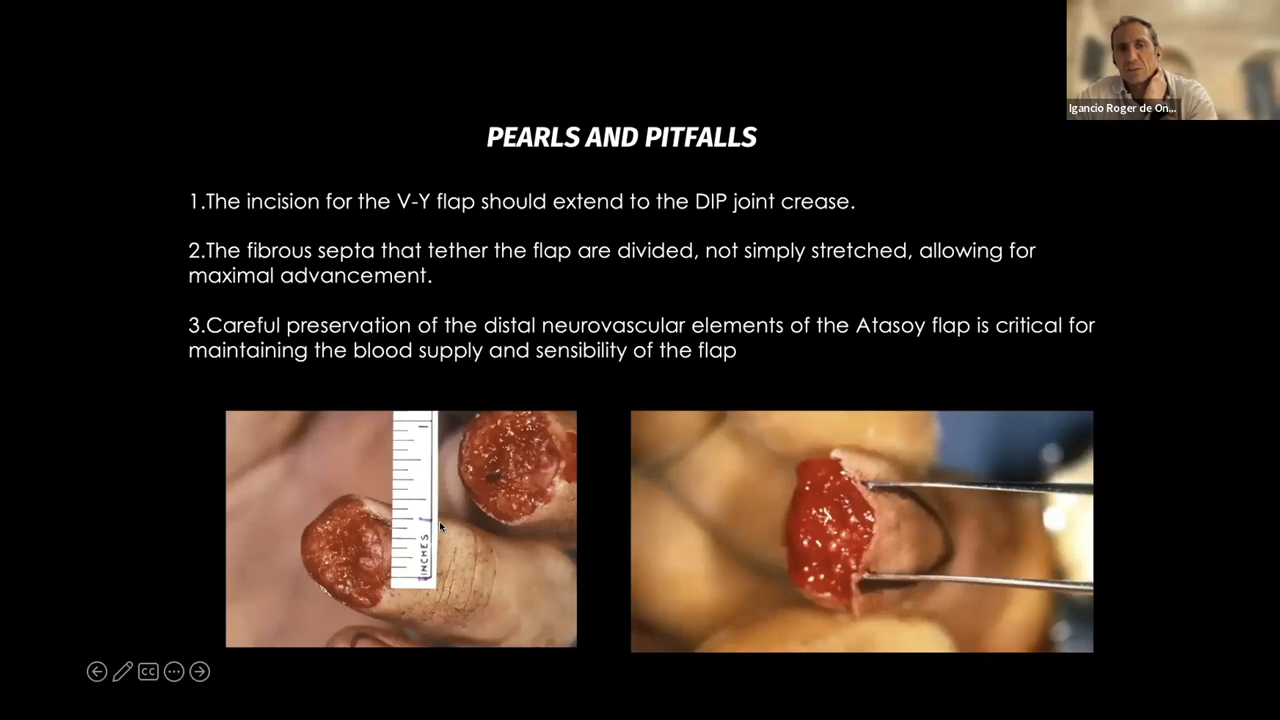 Igancio Roger de On...
PEARLS AND PITFALLS
1.The incision for the V-Y flap should extend to the DIP joint crease.
2.The fibrous septa that tether the flap are divided, not simply stretched, allowing for
maximal advancement.
3.Careful preservation of the distal neurovascular elements of the Atasoy flap is critical for
maintaining the blood supply and sensibility of the flap
INCHES
CC